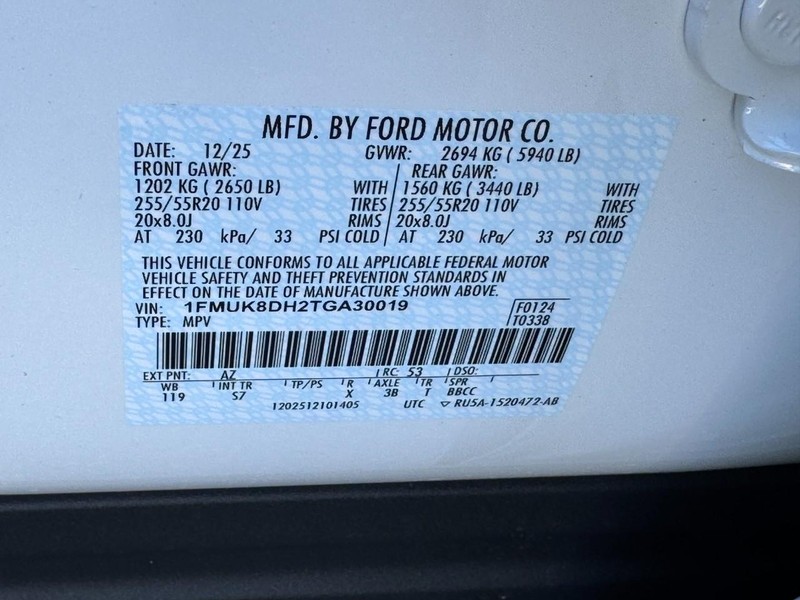 MFD. BY FORD MOTOR CO.
DATE: 12/25 GVWR: 2694 KG ( 5940 LB)
FRONT GAWR: REAR GAWR:
1202 KG ( 2650 LB) WITH 1560 KG ( 3440 LB) WITH
255/55R20 110V TIRES 255/55R20 110V TIRES
20x8.0J RIMS 20x8.0J RIMS
AT 230 kPa/ 33 PSI COLD AT 230 kPa/ 33 PSI COLD
THIS VEHICLE CONFORMS TO ALL APPLICABLE FEDERAL MOTOR
VEHICLE SAFETY AND THEFT PREVENTION STANDARDS IN
EFFECT ON THE DATE OF MANUFACTURE SHOWN ABOVE.
VIN: 1FMUK8DH2TGA30019 F0124
TYPE: MPV T0338
EXT PNT: AZ RC: 53 DSO:
WB INT TR TP/PS R AXLE TR SPR
119 S7 X 3B T BBCC
1202512101405 UTC ▽ RU5A-1520472-AB